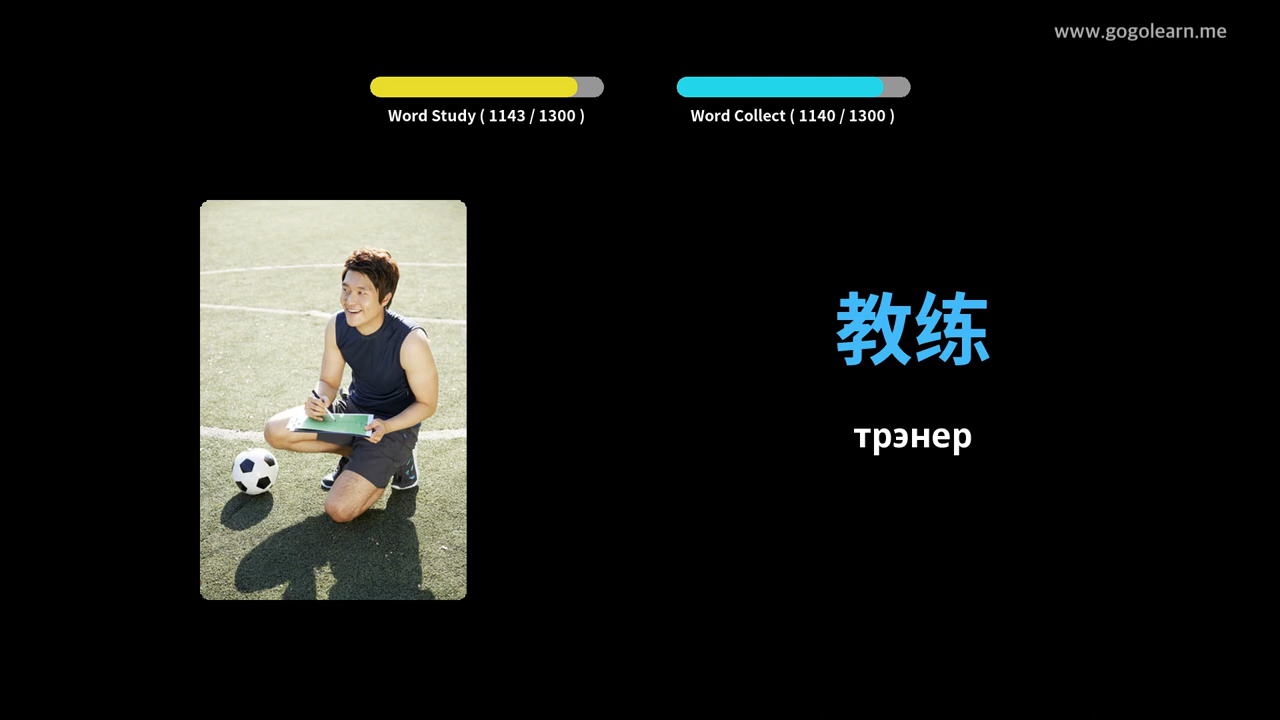 www.gogolearn.me
Word Study ( 1143 / 1300 )
Word Collect ( 1140 / 1300 )
教练
трэнер